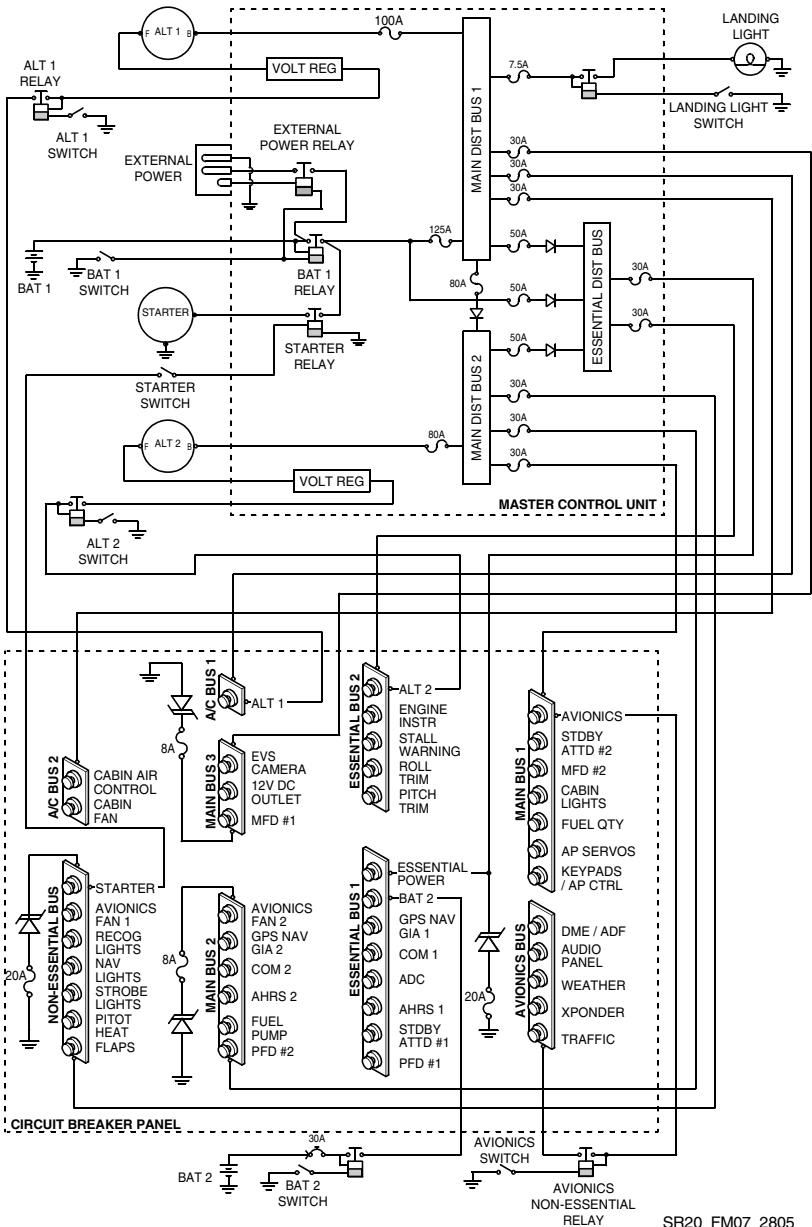 100A
LANDING
LIGHT
F ALT 1 B
7.5A
ALT 1
RELAY
VOLT REG
MAIN DIST BUS 1
LANDING LIGHT
SWITCH
ALT 1
SWITCH
EXTERNAL
POWER
EXTERNAL
POWER RELAY
30A
30A
30A
125A
50A
ESSENTIAL DIST BUS
30A
BAT 1
BAT 1
SWITCH
BAT 1
RELAY
80A
50A
30A
STARTER
STARTER
RELAY
50A
MAIN DIST BUS 2
STARTER
SWITCH
30A
30A
F ALT 2 B
80A
30A
VOLT REG
MASTER CONTROL UNIT
ALT 2
SWITCH
A/C BUS 1
ALT 1
8A
A/C BUS 2
CABIN AIR
CONTROL
CABIN
FAN
MAIN BUS 3
EVS
CAMERA
12V DC
OUTLET
MFD #1
ESSENTIAL BUS 2
ALT 2
ENGINE
INSTR
STALL
WARNING
ROLL
TRIM
PITCH
TRIM
MAIN BUS 1
AVIONICS
STDBY
ATTD #2
MFD #2
CABIN
LIGHTS
FUEL QTY
AP SERVOS
KEYPADS
/ AP CTRL
20A
NON-ESSENTIAL BUS
STARTER
AVIONICS
FAN 1
RECOG
LIGHTS
NAV
LIGHTS
STROBE
LIGHTS
PITOT
HEAT
FLAPS
8A
MAIN BUS 2
AVIONICS
FAN 2
GPS NAV
GIA 2
COM 2
AHRS 2
FUEL
PUMP
PFD #2
ESSENTIAL BUS 1
ESSENTIAL
POWER
BAT 2
GPS NAV
GIA 1
COM 1
ADC
AHRS 1
STDBY
ATTD #1
PFD #1
20A
AVIONICS BUS
DME / ADF
AUDIO
PANEL
WEATHER
XPONDER
TRAFFIC
CIRCUIT BREAKER PANEL
30A
BAT 2
BAT 2
SWITCH
AVIONICS
SWITCH
AVIONICS
NON-ESSENTIAL
RELAY
SR20_FM07_2805